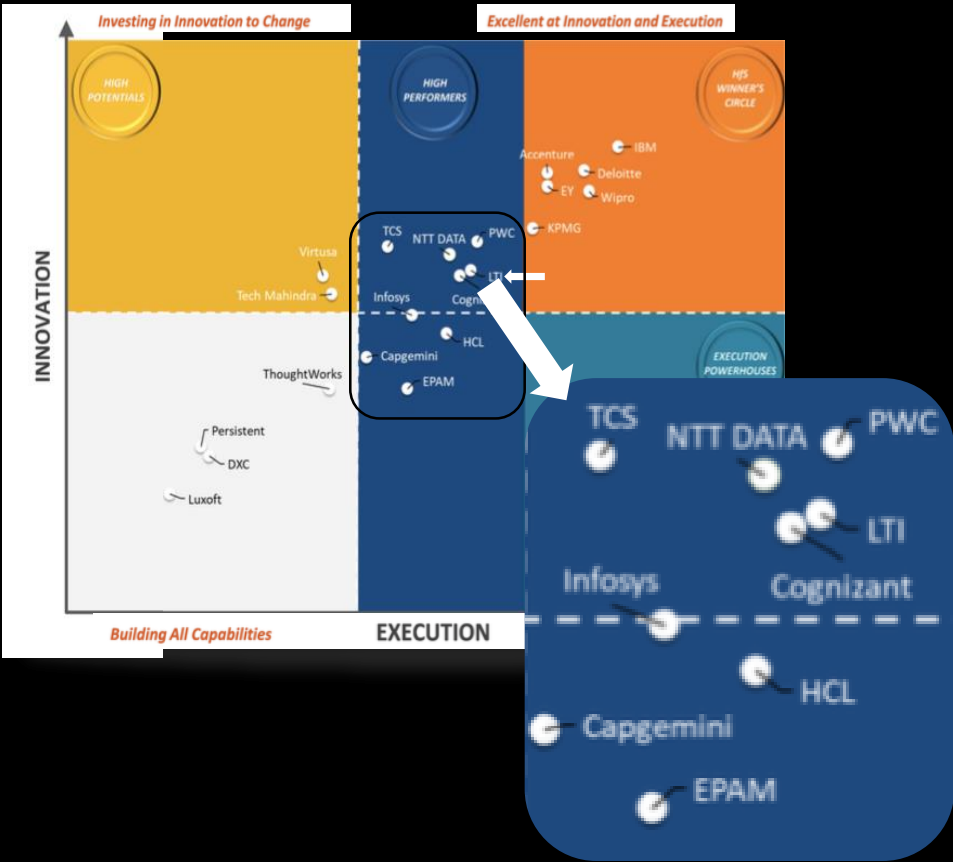 Investing in Innovation to Change
Excellent at Innovation and Execution
HIGH
POTENTIALS
HIGH
PERFORMERS
HfS
WINNER'S
CIRCLE
IBM
Accenture
Deloitte
EY
Wipro
KPMG
TCS
NTT DATA
PWC
Virtusa
LTI
Tech Mahindra
Infosys
Cogni
HCL
Capgemini
EPAM
EXECUTION
POWERHOUSES
INNOVATION
ThoughtWorks
Persistent
DXC
Luxoft
Building All Capabilities
EXECUTION
TCS
NTT DATA
PWC
LTI
Cognizant
Infosys
HCL
Capgemini
EPAM